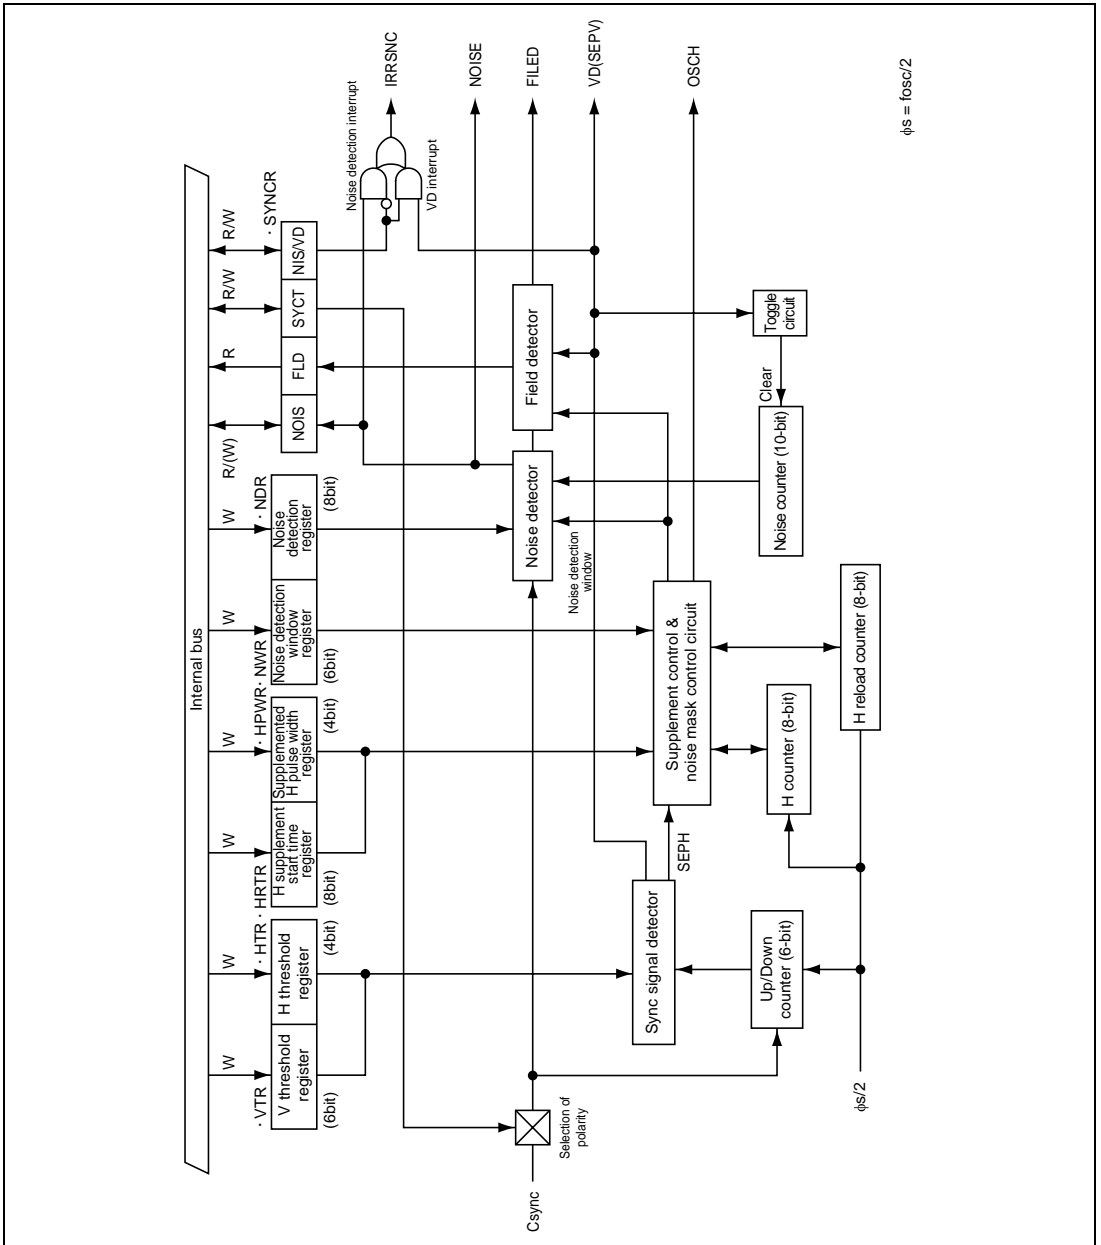 Internal bus
W
W
W
W
W
W
R/(W)
R
R/W
R/W
· VTR
· HTR
· HRTR
· HPWR
· NWR
· NDR
· SYNCR
V threshold
register
H threshold
register
H supplement
start time
register
Supplemented
H pulse width
register
Noise detection
window
register
Noise
detection
register
NOIS
FLD
SYCT
NIS/VD
(6bit)
(4bit)
(8bit)
(4bit)
(6bit)
(8bit)
Noise detection interrupt
VD interrupt
IRRSNC
NOISE
FILED
VD(SEPV)
OSCH
Csync
Selection of
polarity
Noise detector
Field detector
Noise detection
window
Sync signal detector
SEPH
Supplement control &
noise mask control circuit
Toggle
circuit
Clear
Noise counter (10-bit)
Up/Down
counter (6-bit)
H counter (8-bit)
H reload counter (8-bit)
ϕs/2
ϕs = fosc/2